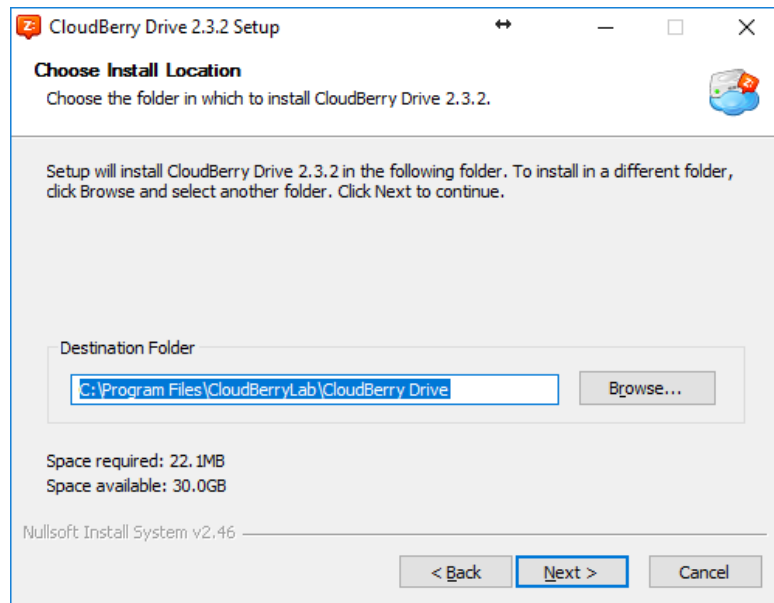 CloudBerry Drive 2.3.2 Setup
Choose Install Location
Choose the folder in which to install CloudBerry Drive 2.3.2.
Setup will install CloudBerry Drive 2.3.2 in the following folder. To install in a different folder,
click Browse and select another folder. Click Next to continue.
Destination Folder
C:\Program Files\CloudBerryLab\CloudBerry Drive
Browse...
Space required: 22.1MB
Space available: 30.0GB
Nullsoft Install System v2.46
< Back
Next >
Cancel